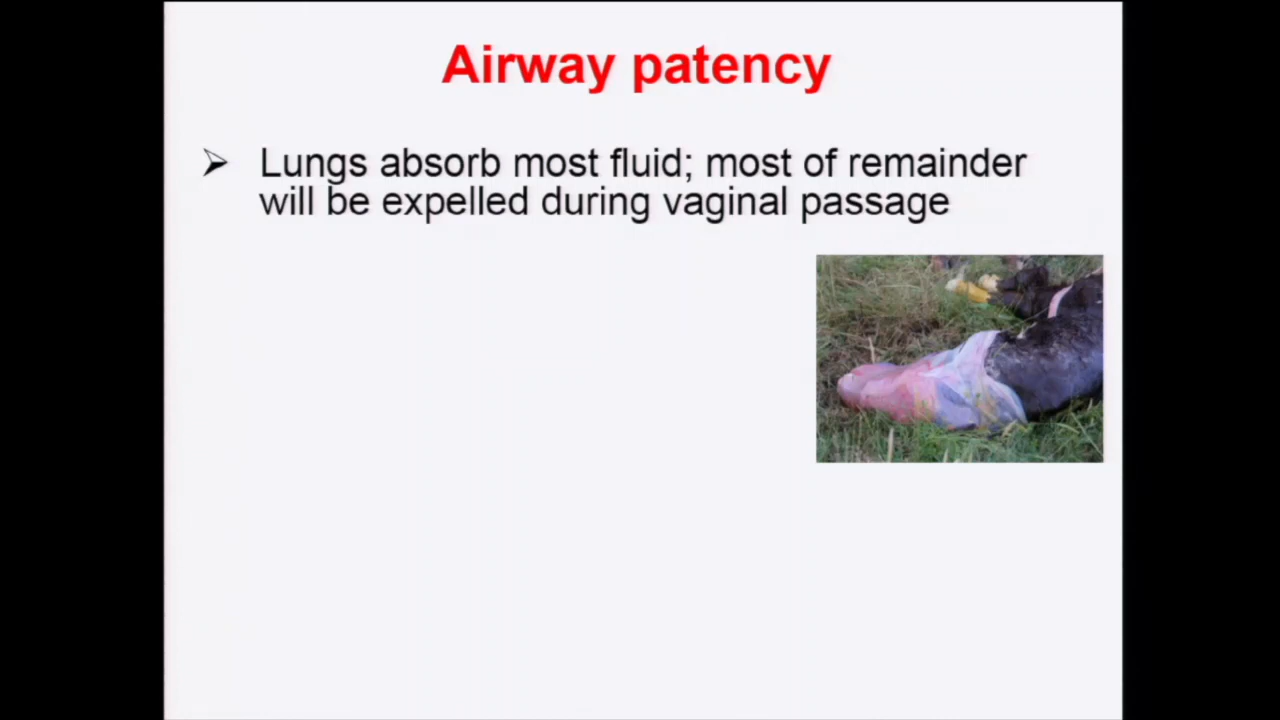 Airway patency
➢ Lungs absorb most fluid; most of remainder
will be expelled during vaginal passage